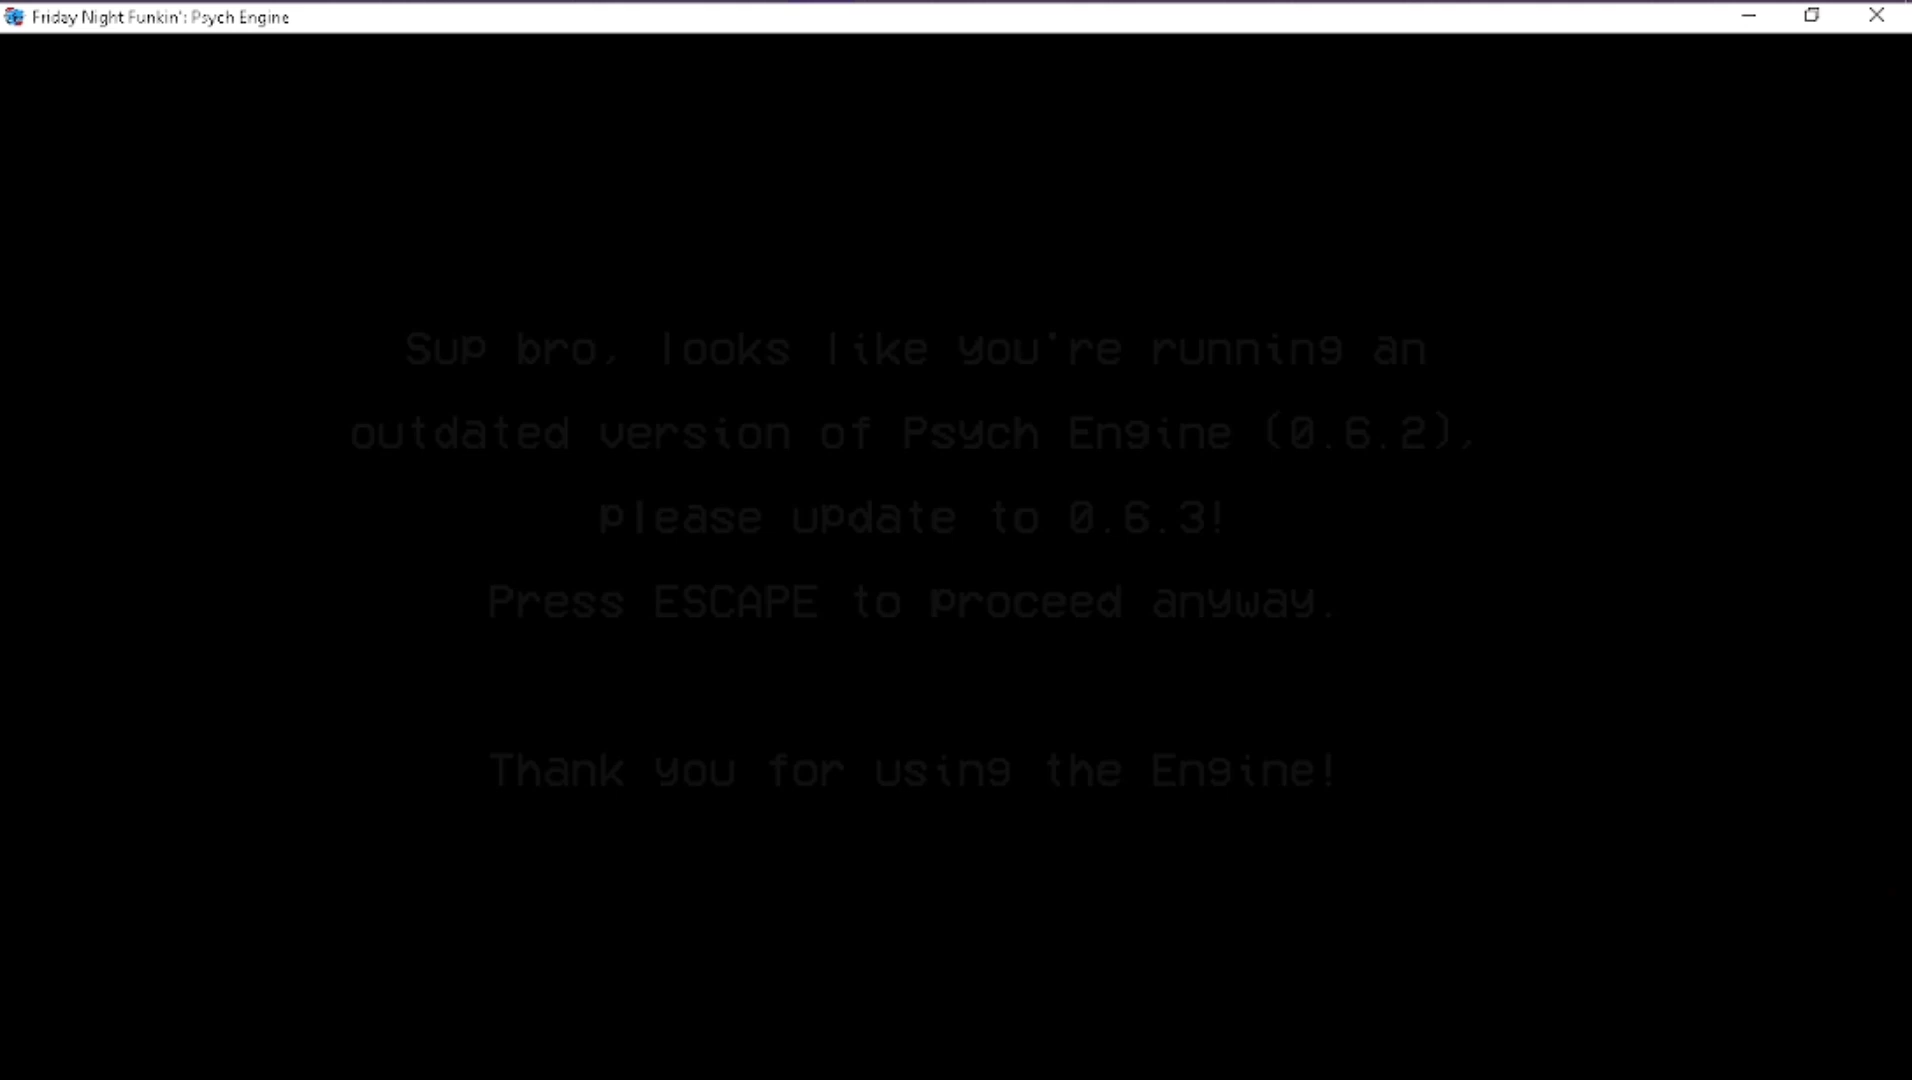 Friday Night Funkin': Psych Engine
Sup bro, looks like you're running an
outdated version of Psych Engine (0.6.2),
please update to 0.6.3!
Press ESCAPE to proceed anyway.
Thank you for using the Engine!